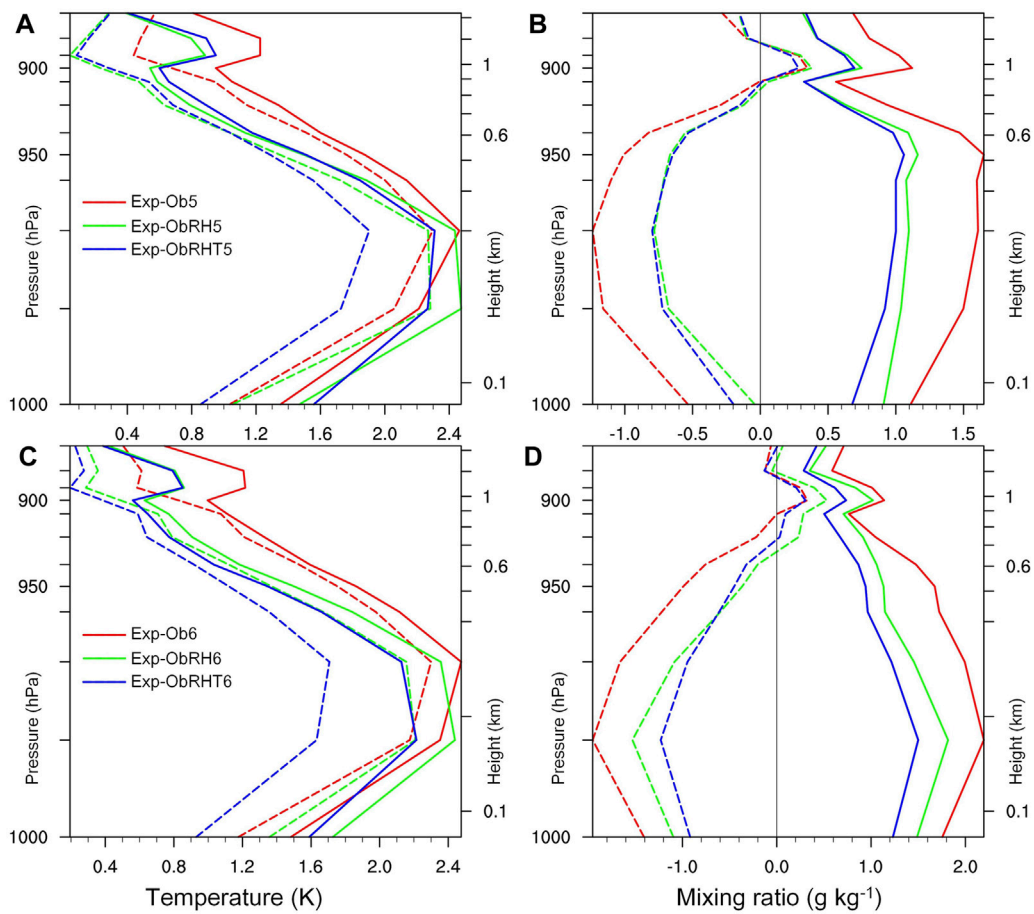 A
900
950
1000
Pressure (hPa)
Exp-Ob5
Exp-ObRH5
Exp-ObRHT5
1
0.6
0.1
Height (km)
0.4 0.8 1.2 1.6 2.0 2.4
B
900
950
1000
Pressure (hPa)
1
0.6
0.1
Height (km)
-1.0 -0.5 0.0 0.5 1.0 1.5
C
900
950
1000
Pressure (hPa)
Exp-Ob6
Exp-ObRH6
Exp-ObRHT6
1
0.6
0.1
Height (km)
0.4 0.8 1.2 1.6 2.0 2.4
Temperature (K)
D
900
950
1000
Pressure (hPa)
1
0.6
0.1
Height (km)
-1.0 0.0 1.0 2.0
Mixing ratio (g kg⁻¹)